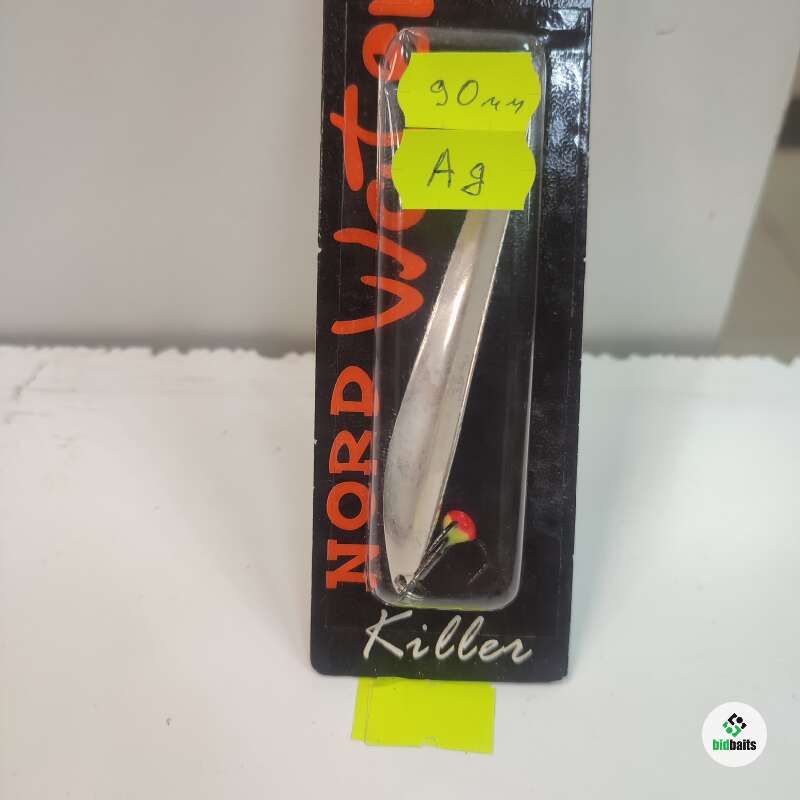 90мм
Ag
NORD Water
Killer
bidbaits